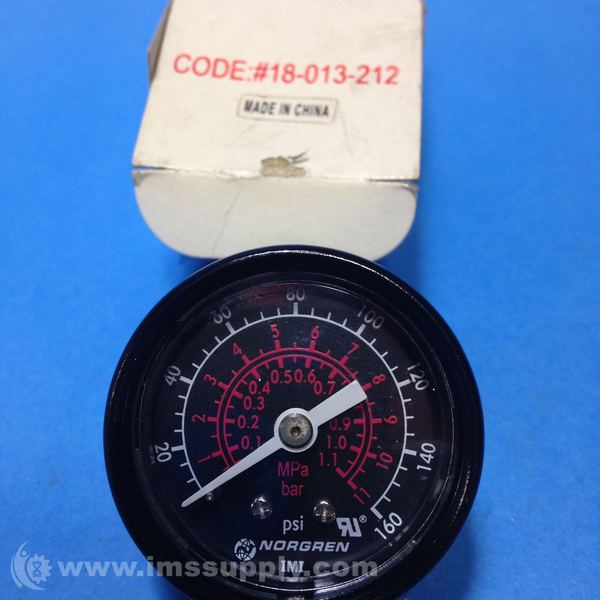 CODE:#18-013-212
MADE IN CHINA
20 40 60 80 100 120 140 160
1 2 3 4 5 6 7 8 9 10 11
0.1 0.2 0.3 0.4 0.5 0.6 0.7 0.9 1.0 1.1
MPa
bar
psi
NORGREN
IMI
© www.imssupply.com